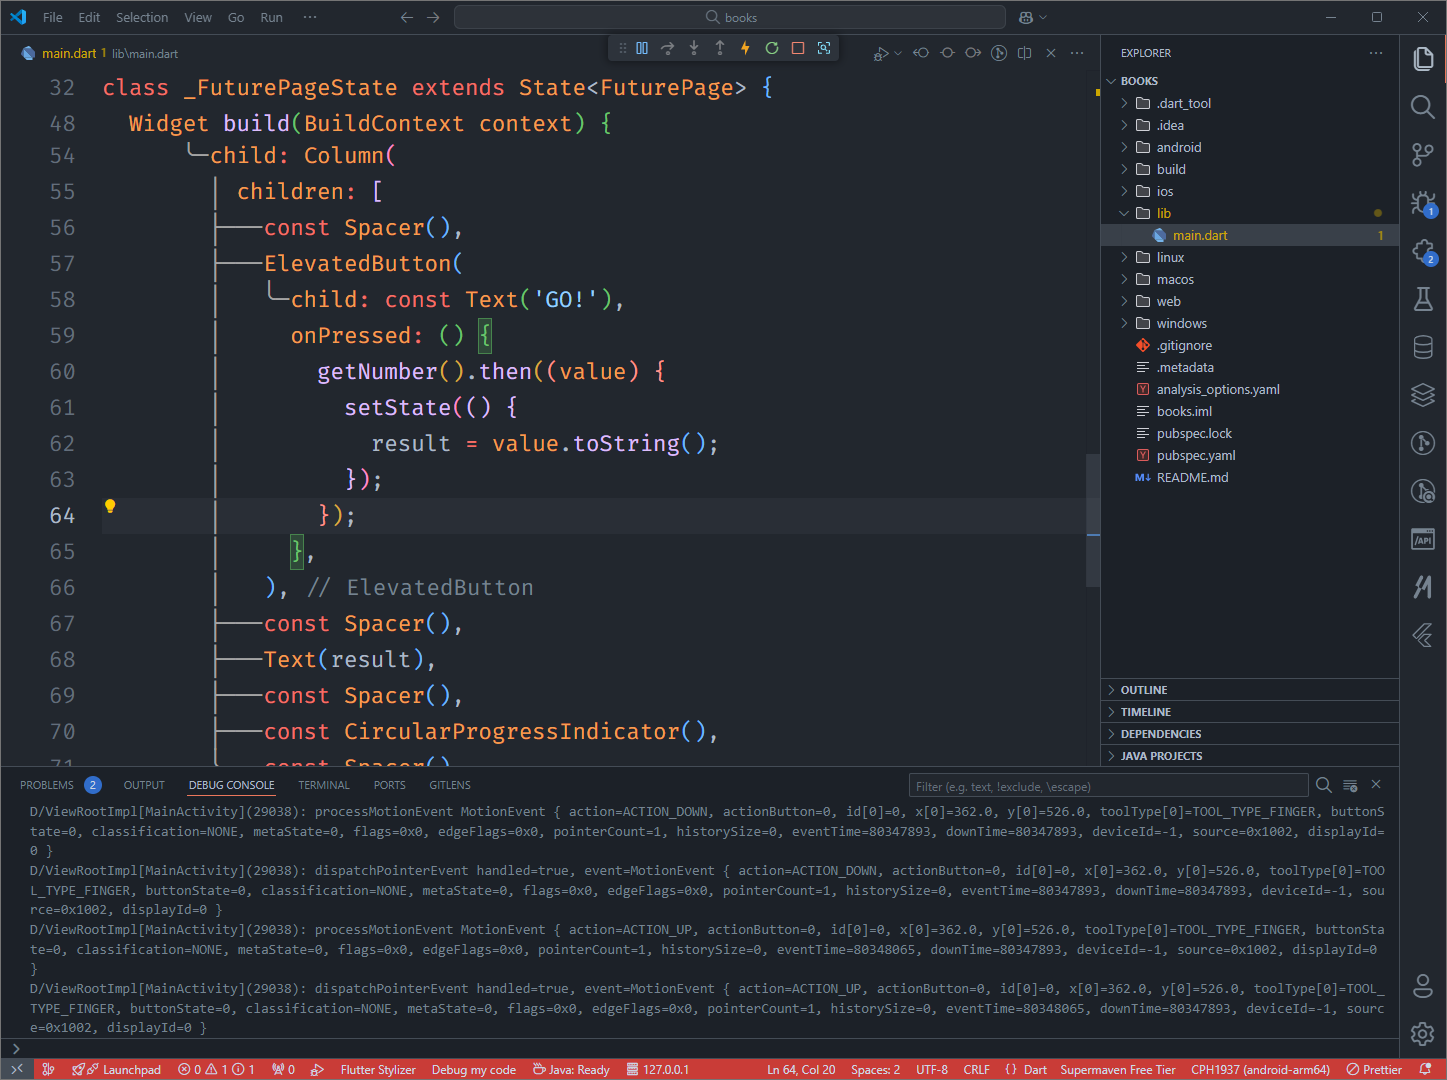 File Edit Selection View Go Run ··· books
main.dart 1 lib\main.dart
32 class _FuturePageState extends State<FuturePage> {
48 Widget build(BuildContext context) {
54 child: Column(
55 children: [
56 const Spacer(),
57 ElevatedButton(
58 child: const Text('GO!'),
59 onPressed: () {
60 getNumber().then((value) {
61 setState(() {
62 result = value.toString();
63 });
64 });
65 },
66 ), // ElevatedButton
67 const Spacer(),
68 Text(result),
69 const Spacer(),
70 const CircularProgressIndicator(),
71 const Spacer()
EXPLORER
BOOKS
.dart_tool
.idea
android
build
ios
lib
main.dart 1
linux
macos
web
windows
.gitignore
.metadata
analysis_options.yaml
books.iml
pubspec.lock
pubspec.yaml
README.md
OUTLINE
TIMELINE
DEPENDENCIES
JAVA PROJECTS
1
2
/API
PROBLEMS 2 OUTPUT DEBUG CONSOLE TERMINAL PORTS GITLENS Filter (e.g. text, !exclude, \escape)
D/ViewRootImpl[MainActivity](29038): processMotionEvent MotionEvent { action=ACTION_DOWN, actionButton=0, id[0]=0, x[0]=362.0, y[0]=526.0, toolType[0]=TOOL_TYPE_FINGER, buttonS
tate=0, classification=NONE, metaState=0, flags=0x0, edgeFlags=0x0, pointerCount=1, historySize=0, eventTime=80347893, downTime=80347893, deviceId=-1, source=0x1002, displayId=
0 }
D/ViewRootImpl[MainActivity](29038): dispatchPointerEvent handled=true, event=MotionEvent { action=ACTION_DOWN, actionButton=0, id[0]=0, x[0]=362.0, y[0]=526.0, toolType[0]=TOO
L_TYPE_FINGER, buttonState=0, classification=NONE, metaState=0, flags=0x0, edgeFlags=0x0, pointerCount=1, historySize=0, eventTime=80347893, downTime=80347893, deviceId=-1, sou
rce=0x1002, displayId=0 }
D/ViewRootImpl[MainActivity](29038): processMotionEvent MotionEvent { action=ACTION_UP, actionButton=0, id[0]=0, x[0]=362.0, y[0]=526.0, toolType[0]=TOOL_TYPE_FINGER, buttonSta
te=0, classification=NONE, metaState=0, flags=0x0, edgeFlags=0x0, pointerCount=1, historySize=0, eventTime=80348065, downTime=80347893, deviceId=-1, source=0x1002, displayId=0
}
D/ViewRootImpl[MainActivity](29038): dispatchPointerEvent handled=true, event=MotionEvent { action=ACTION_UP, actionButton=0, id[0]=0, x[0]=362.0, y[0]=526.0, toolType[0]=TOOL_
TYPE_FINGER, buttonState=0, classification=NONE, metaState=0, flags=0x0, edgeFlags=0x0, pointerCount=1, historySize=0, eventTime=80348065, downTime=80347893, deviceId=-1, sourc
e=0x1002, displayId=0 }
Launchpad 0 1 1 0 Flutter Stylizer Debug my code Java: Ready 127.0.0.1 Ln 64, Col 20 Spaces: 2 UTF-8 CRLF {} Dart Supermaven Free Tier CPH1937 (android-arm64) Prettier